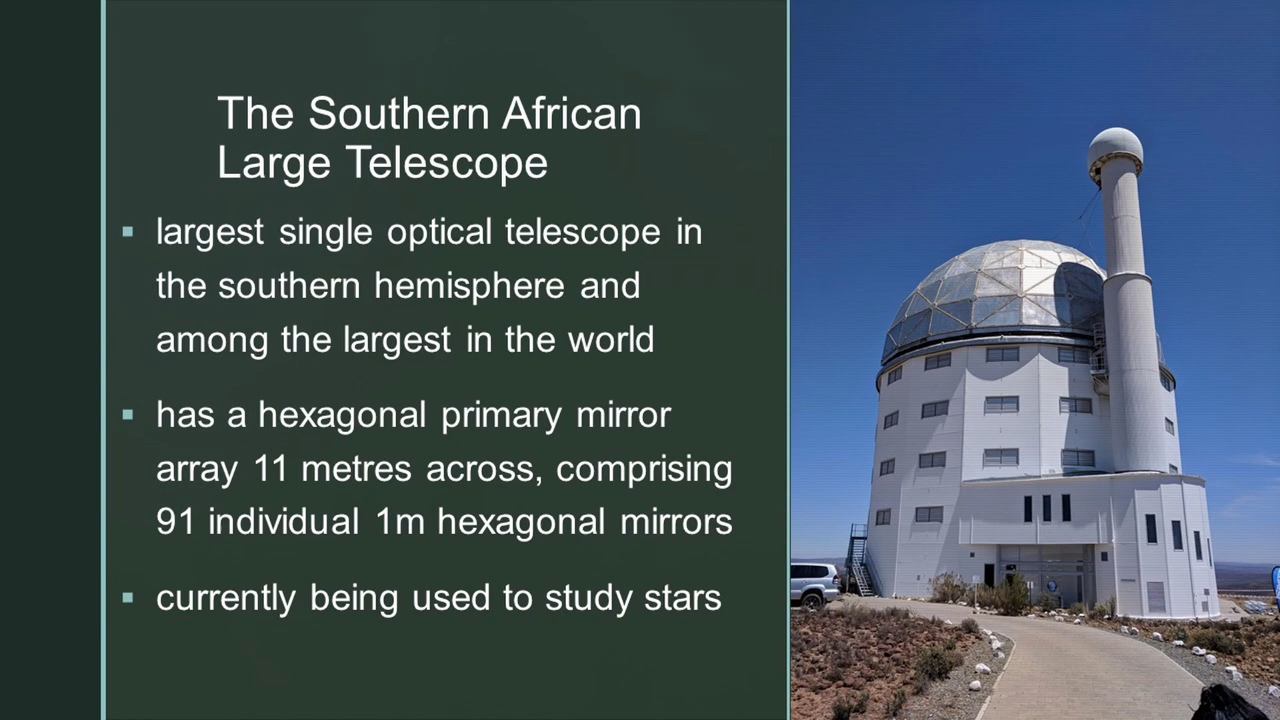 The Southern African
Large Telescope
▪ largest single optical telescope in
the southern hemisphere and
among the largest in the world
▪ has a hexagonal primary mirror
array 11 metres across, comprising
91 individual 1m hexagonal mirrors
▪ currently being used to study stars